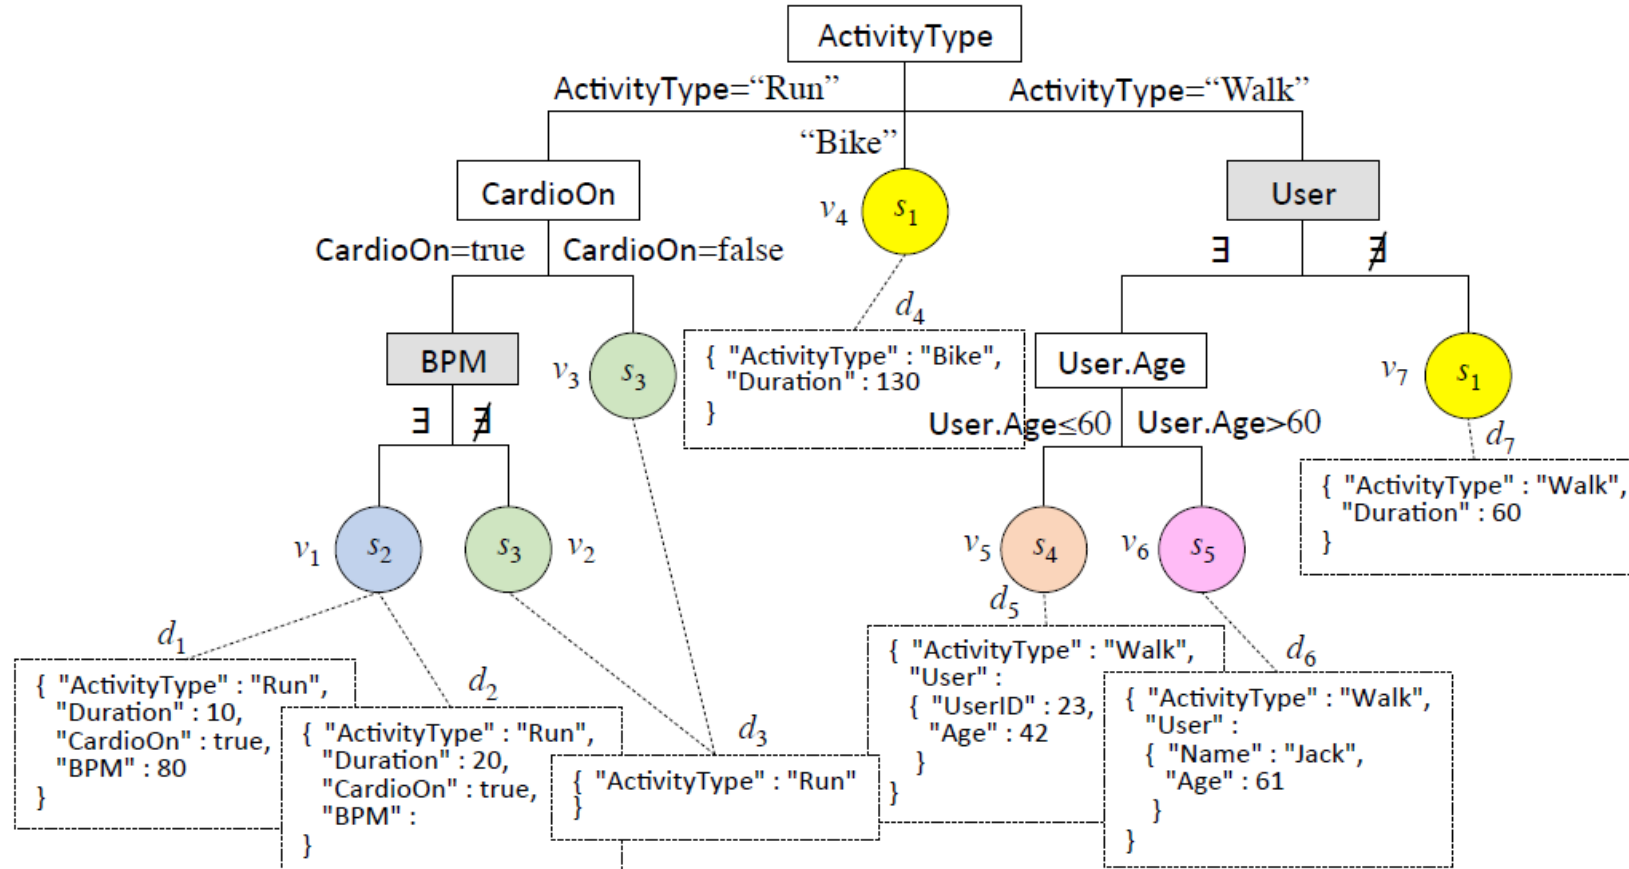 ActivityType
ActivityType=“Run”
ActivityType=“Walk”
“Bike”
CardioOn
v4
s1
User
CardioOn=true
CardioOn=false
∃
∄
d4
BPM
v3
s3
{ "ActivityType" : "Bike",
"Duration" : 130
}
User.Age
v7
s1
∃
∄
User.Age≤60
User.Age>60
d7
{ "ActivityType" : "Walk",
"Duration" : 60
}
v1
s2
s3
v2
v5
s4
v6
s5
d1
{ "ActivityType" : "Run",
"Duration" : 10,
"CardioOn" : true,
"BPM" : 80
}
d2
{ "ActivityType" : "Run",
"Duration" : 20,
"CardioOn" : true,
"BPM" :
}
d3
{ "ActivityType" : "Run"
}
d5
{ "ActivityType" : "Walk",
"User" :
{ "UserID" : 23,
"Age" : 42
}
}
d6
{ "ActivityType" : "Walk",
"User" :
{ "Name" : "Jack",
"Age" : 61
}
}